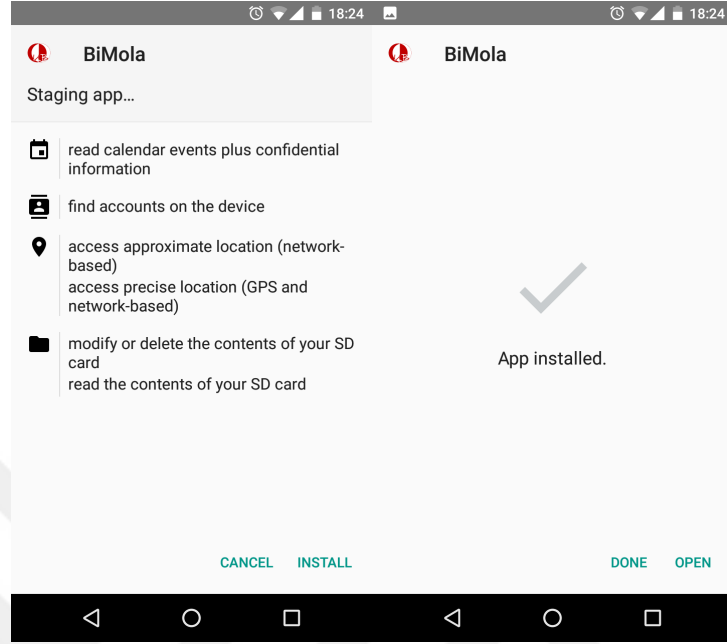 18:24
BiMola
Staging app...
read calendar events plus confidential
information
find accounts on the device
access approximate location (network-
based)
access precise location (GPS and
network-based)
modify or delete the contents of your SD
card
read the contents of your SD card
CANCEL INSTALL
18:24
BiMola
App installed.
DONE OPEN